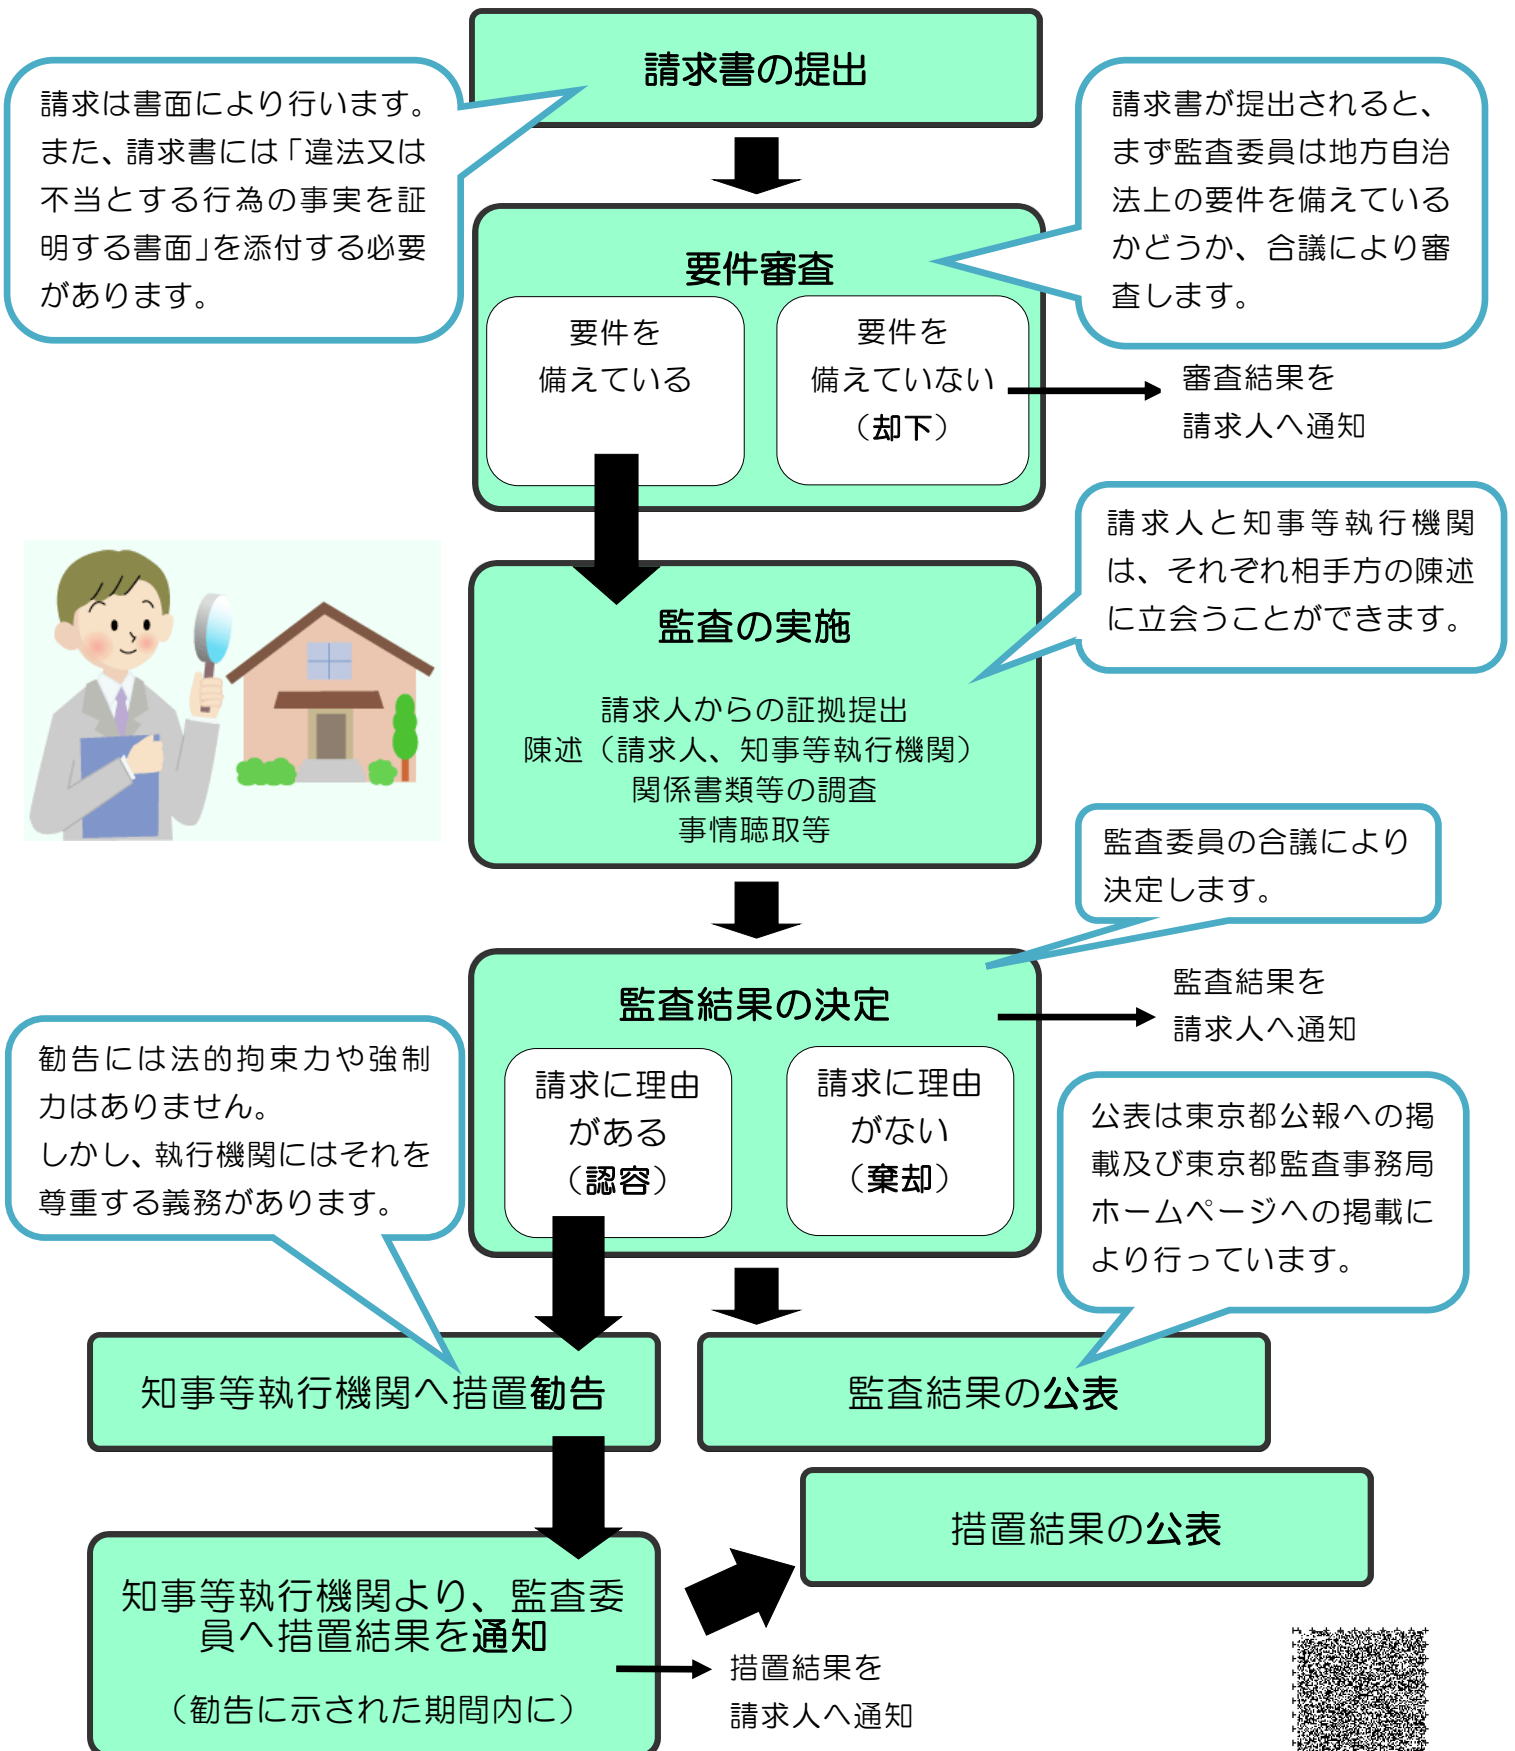 請求書の提出
請求は書面により行います。
また、請求書には「違法又は
不当とする行為の事実を証
明する書面」を添付する必要
があります。
請求書が提出されると、
まず監査委員は地方自治
法上の要件を備えている
かどうか、合議により審
査します。
要件審査
要件を
備えている
要件を
備えていない
（却下）
審査結果を
請求人へ通知
請求人と知事等執行機関
は、それぞれ相手方の陳述
に立会うことができます。
監査の実施
請求人からの証拠提出
陳述（請求人、知事等執行機関）
関係書類等の調査
事情聴取等
監査委員の合議により
決定します。
監査結果の決定
監査結果を
請求人へ通知
請求に理由
がある
（認容）
請求に理由
がない
（棄却）
勧告には法的拘束力や強制
力はありません。
しかし、執行機関にはそれを
尊重する義務があります。
公表は東京都公報への掲
載及び東京都監査事務局
ホームページへの掲載に
より行っています。
知事等執行機関へ措置勧告
監査結果の公表
措置結果の公表
知事等執行機関より、監査委
員へ措置結果を通知
（勧告に示された期間内に）
措置結果を
請求人へ通知